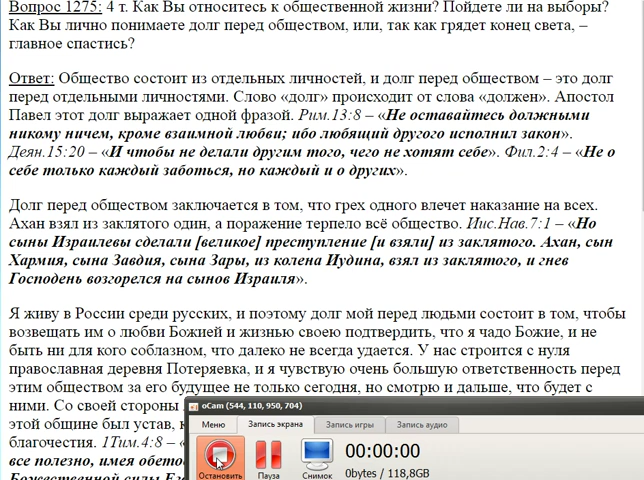 Вопрос 1275: 4 т. Как Вы относитесь к общественной жизни? Пойдете ли на выборы?
Как Вы лично понимаете долг перед обществом, или, так как грядет конец света, –
главное спастись?
Ответ: Общество состоит из отдельных личностей, и долг перед обществом – это долг
перед отдельными личностями. Слово «долг» происходит от слова «должен». Апостол
Павел этот долг выражает одной фразой. Рим.13:8 – «Не оставайтесь должными
никому ничем, кроме взаимной любви; ибо любящий другого исполнил закон».
Деян.15:20 – «И чтобы не делали другим того, чего не хотят себе». Фил.2:4 – «Не о
себе только каждый заботься, но каждый и о других».
Долг перед обществом заключается в том, что грех одного влечет наказание на всех.
Ахан взял из заклятого один, а поражение терпело всё общество. Иис.Нав.7:1 – «Но
сыны Израилевы сделали [великое] преступление [и взяли] из заклятого. Ахан, сын
Хармия, сына Завдия, сына Зары, из колена Иудина, взял из заклятого, и гнев
Господень возгорелся на сынов Израиля».
Я живу в России среди русских, и поэтому долг мой перед людьми состоит в том, чтобы
возвещать им о любви Божией и жизнью своею подтвердить, что я чадо Божие, и не
быть ни для кого соблазном, что далеко не всегда удается. У нас строится с нуля
православная деревня Потеряевка, и я чувствую очень большую ответственность перед
этим обществом за его будущее не только сегодня, но смотрю и дальше, что будет с
ними. Со своей стороны
этой общине был устав,
благочестия. 1Тим.4:8 – «
все полезно, имея обето
Божественной силы Ег
oCam (544, 110, 950, 704)
Меню Запись экрана Запись игры Запись аудио
Остановить Пауза Снимок
00:00:00
0bytes / 118,8GB